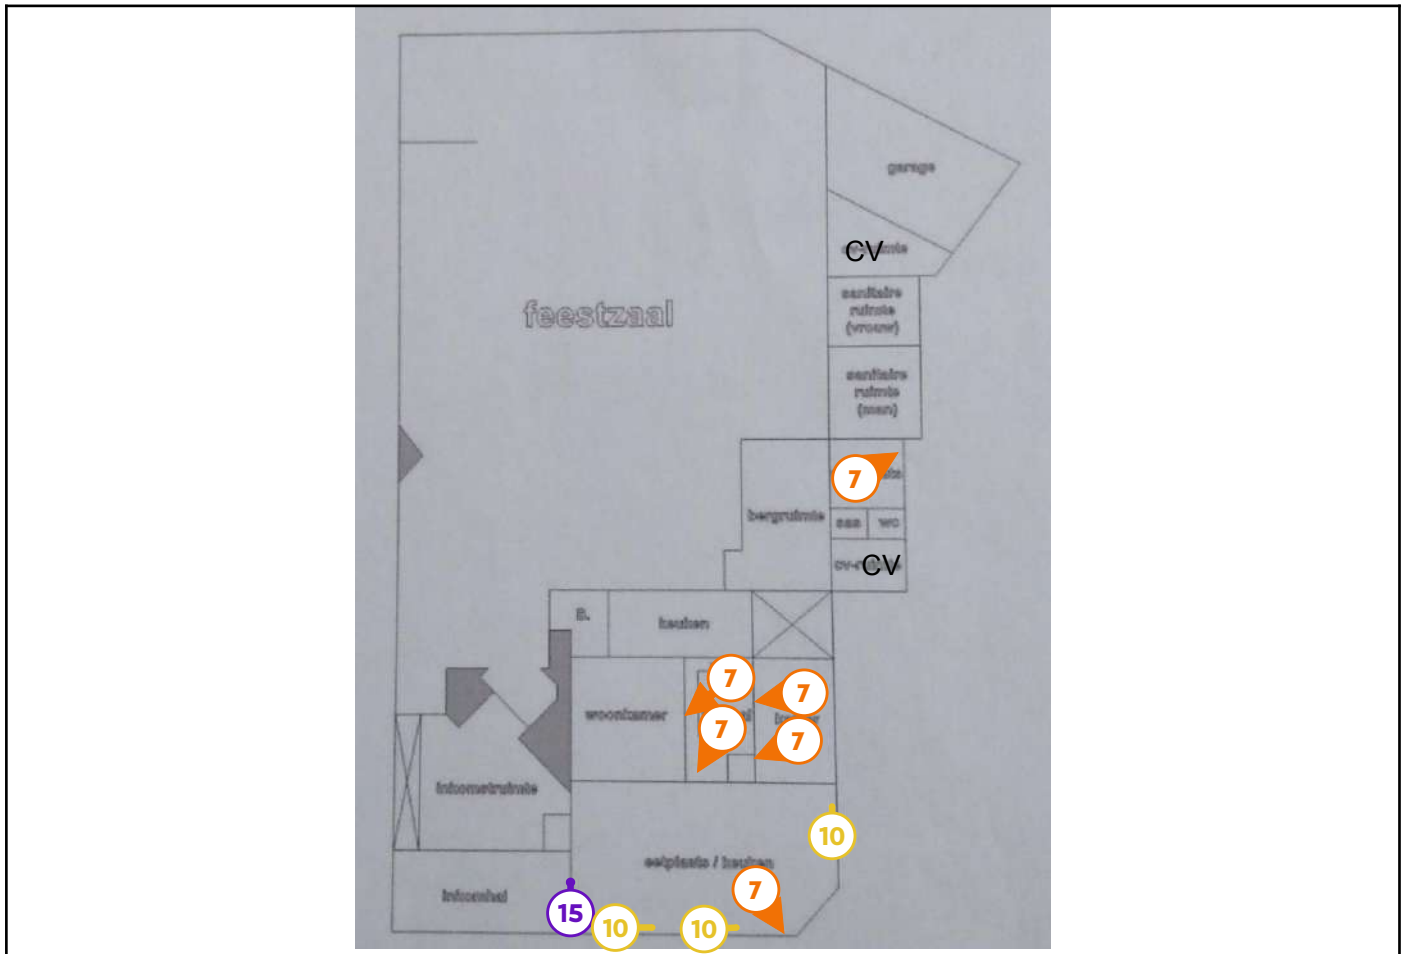 garage
CV
sanitaire
ruimte
(vrouw)
feestzaal
sanitaire
ruimte
(man)
7
bergruimte
sas
wc
CV
B.
keuken
7
7
woonkamer
7
7
inkomstruimte
10
eetplaats / keuken
7
inkomhal
15
10
10